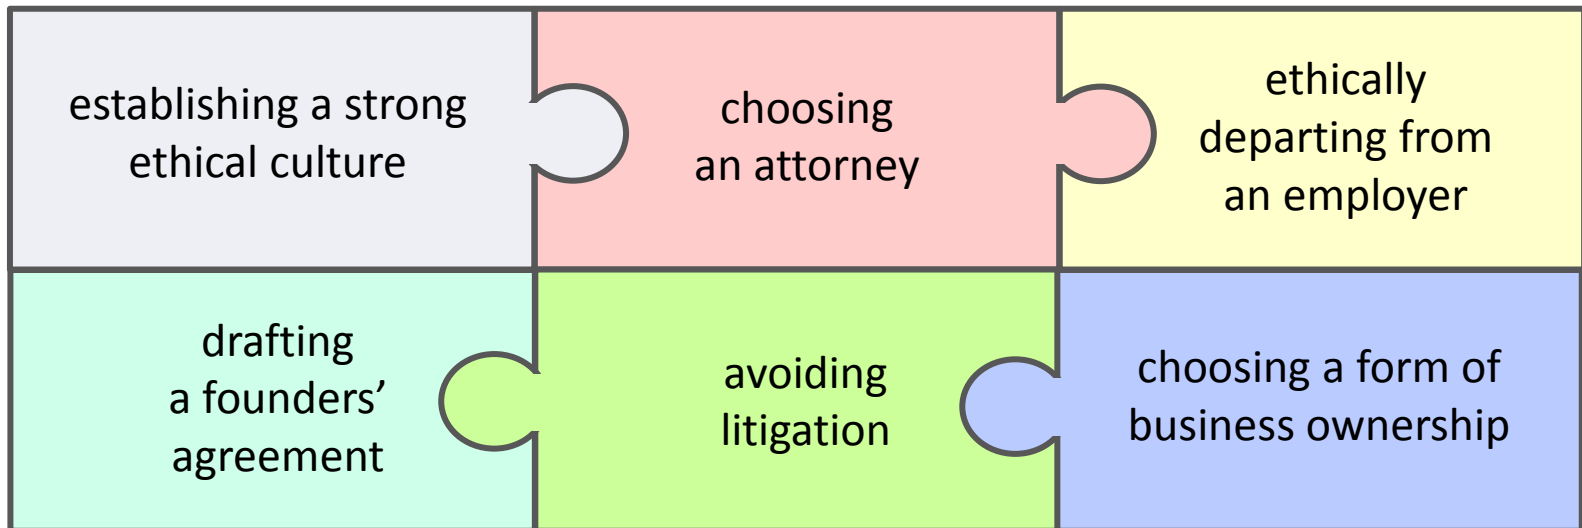 establishing a strong
ethical culture
choosing
an attorney
ethically
departing from
an employer
drafting
a founders’
agreement
avoiding
litigation
choosing a form of
business ownership